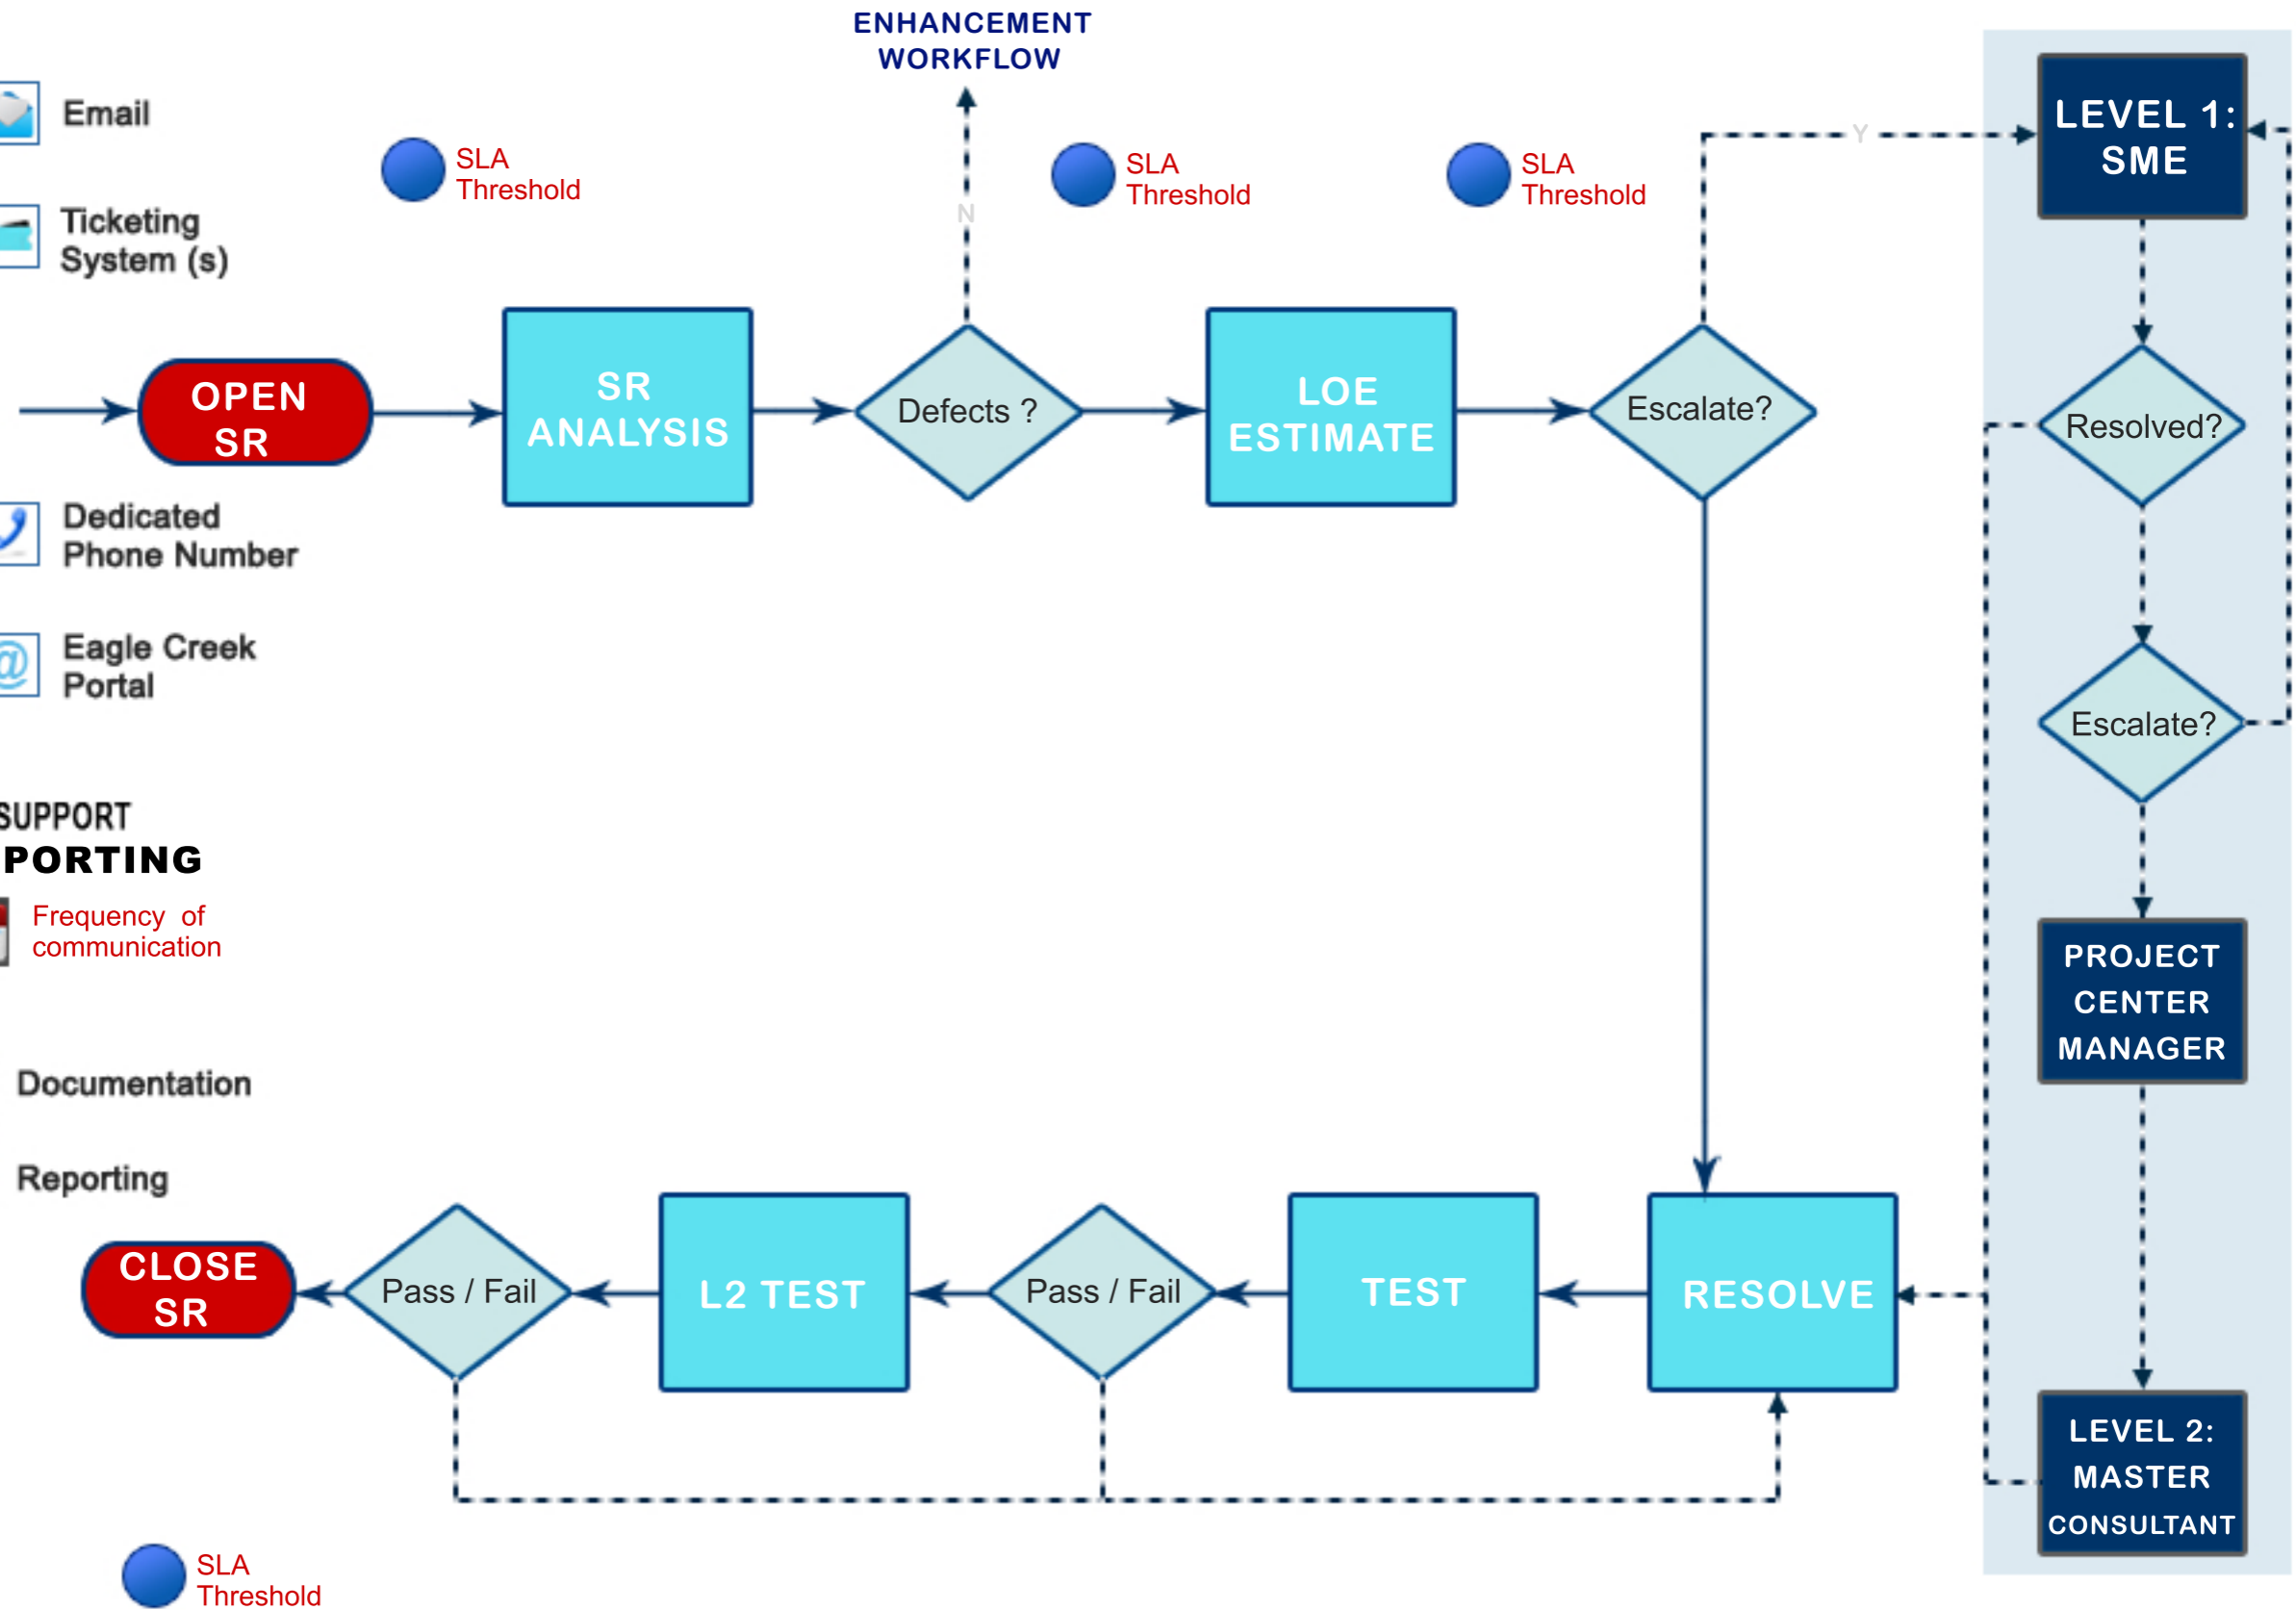 ENHANCEMENT
WORKFLOW
Email
SLA
Threshold
SLA
Threshold
SLA
Threshold
Y
LEVEL 1:
SME
Ticketing
System (s)
N
OPEN
SR
SR
ANALYSIS
Defects ?
LOE
ESTIMATE
Escalate?
Resolved?
Dedicated
Phone Number
Eagle Creek
Portal
Escalate?
SUPPORT
PORTING
Frequency of
communication
PROJECT
CENTER
MANAGER
Documentation
Reporting
CLOSE
SR
Pass / Fail
L2 TEST
Pass / Fail
TEST
RESOLVE
LEVEL 2:
MASTER
CONSULTANT
SLA
Threshold